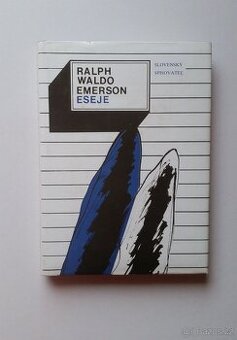 RALPH
WALDO
EMERSON
ESEJE
SLOVENSKÝ
SPISOVATEĽ